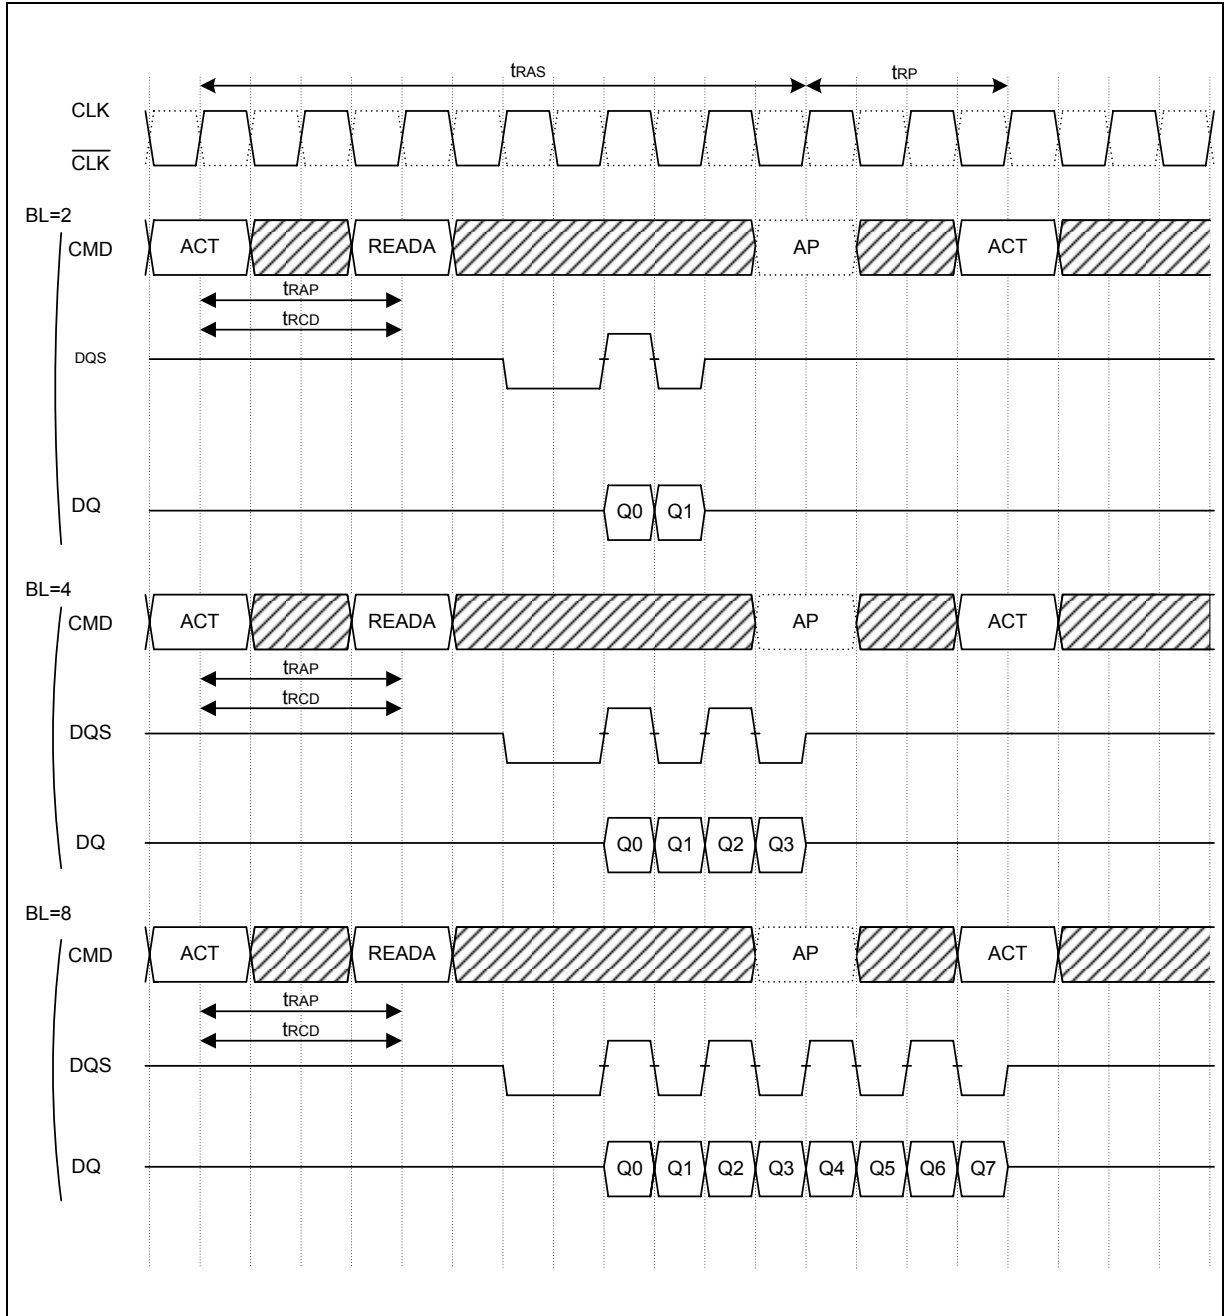 tRAS tRP
CLK
CLK
BL=2
CMD ACT READA AP ACT
tRAP
tRCD
DQS
DQ Q0 Q1
BL=4
CMD ACT READA AP ACT
tRAP
tRCD
DQS
DQ Q0 Q1 Q2 Q3
BL=8
CMD ACT READA AP ACT
tRAP
tRCD
DQS
DQ Q0 Q1 Q2 Q3 Q4 Q5 Q6 Q7